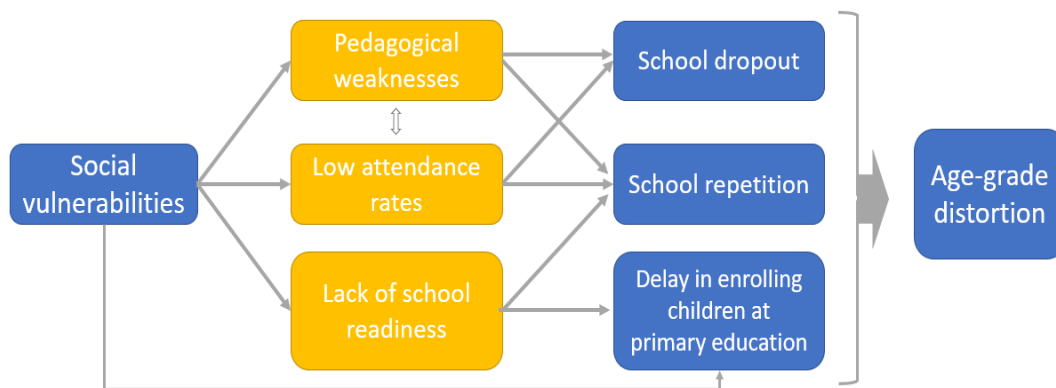 Pedagogical
weaknesses
School dropout
Social
vulnerabilities
Low attendance
rates
School repetition
Age-grade
distortion
Lack of school
readiness
Delay in enrolling
children at
primary education